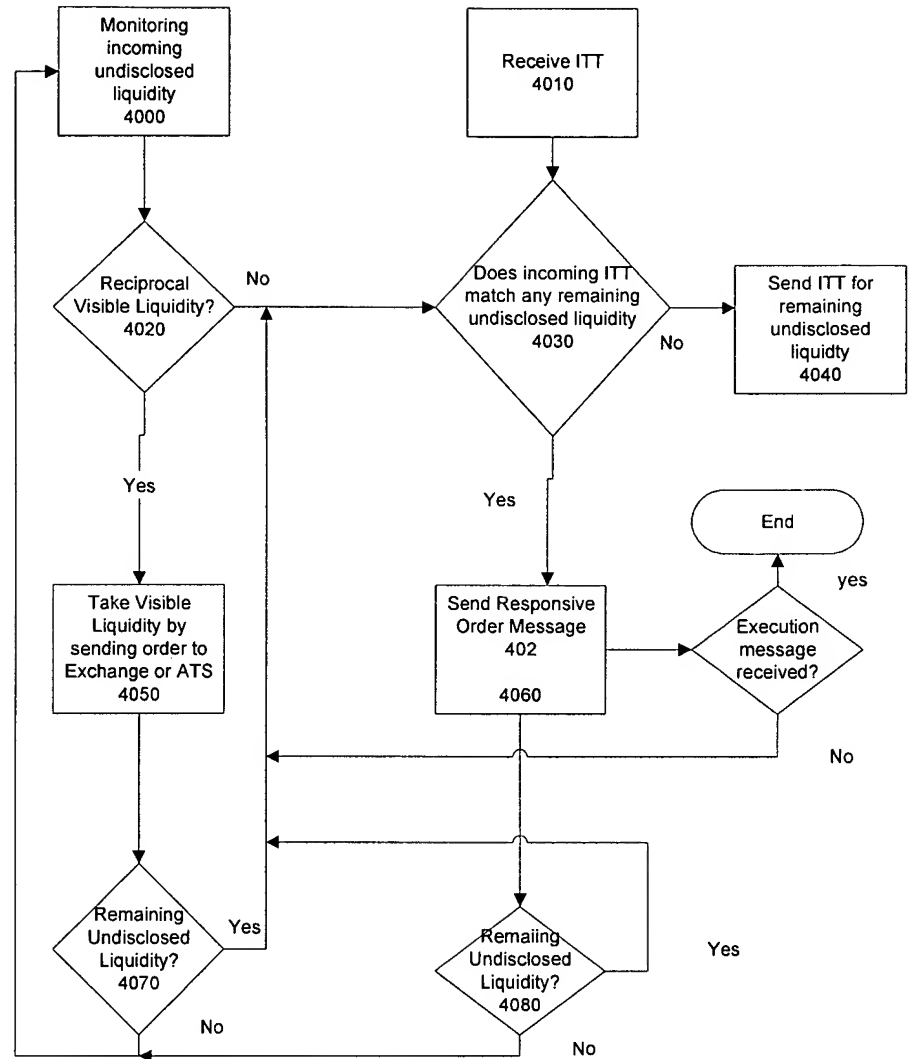 Monitoring
incoming
undisclosed
liquidity
4000
Receive ITT
4010
Reciprocal
Visible Liquidity?
4020
No
Does incoming ITT
match any remaining
undisclosed liquidity
4030
No
Send ITT for
remaining
undisclosed
liquidty
4040
Yes
Yes
End
yes
Take Visible
Liquidity by
sending order to
Exchange or ATS
4050
Send Responsive
Order Message
402
4060
Execution
message
received?
No
Remaining
Undisclosed
Liquidity?
4070
Yes
No
Remaiing
Undisclosed
Liquidity?
4080
Yes
No